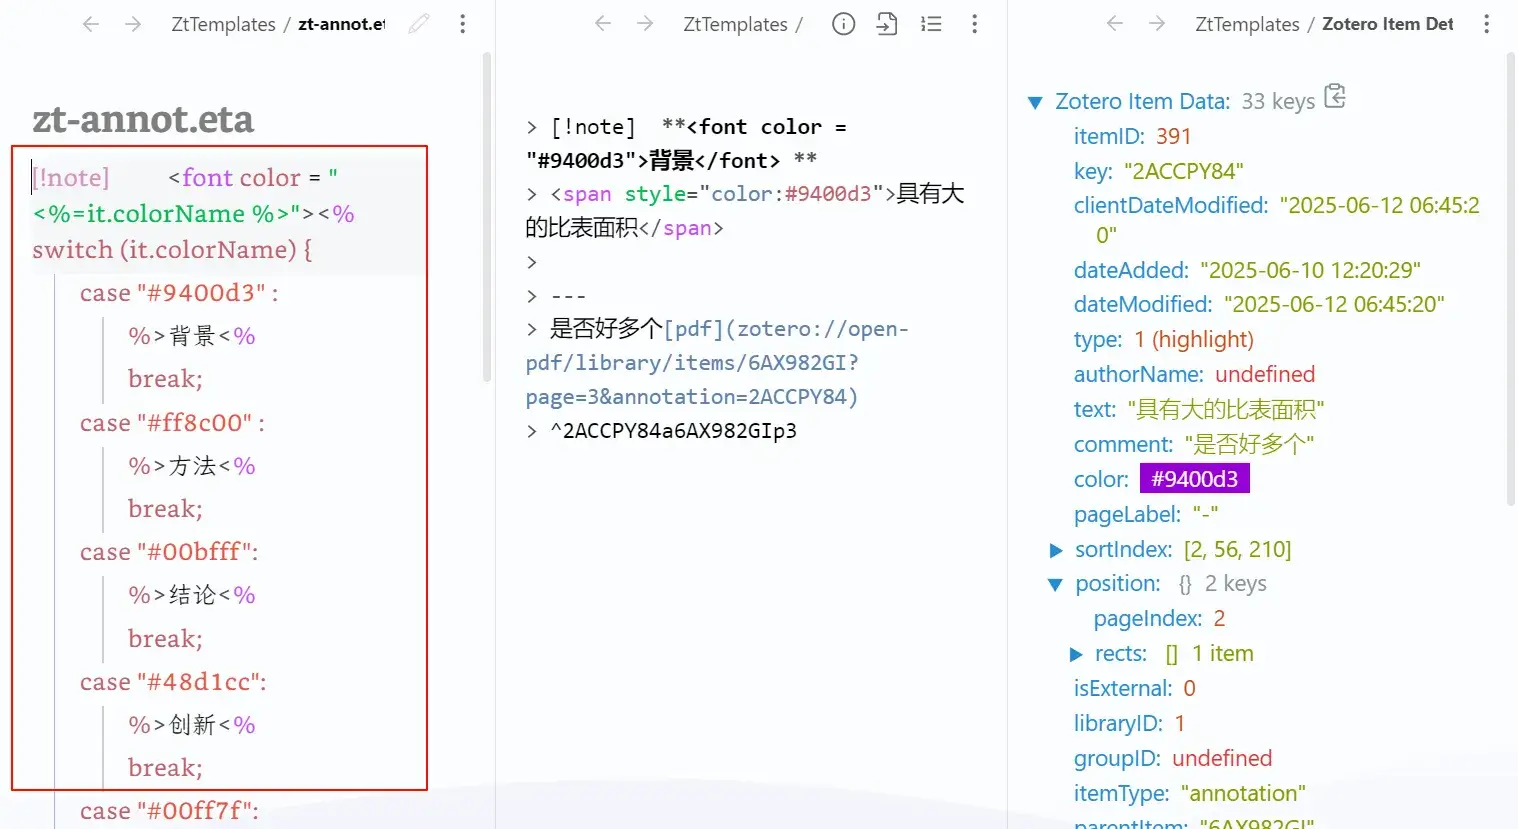 ZtTemplates / zt-annot.et
zt-annot.eta
[!note] <font color = "
<%=it.colorName %>"><%
switch (it.colorName) {
case "#9400d3" :
%>背景<%
break;
case "#ff8c00" :
%>方法<%
break;
case "#00bfff":
%>结论<%
break;
case "#48d1cc":
%>创新<%
break;
case "#00ff7f":
ZtTemplates /
> [!note] **<font color =
"#9400d3">背景</font> **
> <span style="color:#9400d3">具有大
的比表面积</span>
>
> ---
> 是否好多个[pdf](zotero://open-
pdf/library/items/6AX982GI?
page=3&annotation=2ACCPY84)
> ^2ACCPY84a6AX982GIp3
ZtTemplates / Zotero Item Det
Zotero Item Data: 33 keys
itemID: 391
key: "2ACCPY84"
clientDateModified: "2025-06-12 06:45:2
0"
dateAdded: "2025-06-10 12:20:29"
dateModified: "2025-06-12 06:45:20"
type: 1 (highlight)
authorName: undefined
text: "具有大的比表面积"
comment: "是否好多个"
color: #9400d3
pageLabel: "-"
sortIndex: [2, 56, 210]
position: {} 2 keys
pageIndex: 2
rects: [] 1 item
isExternal: 0
libraryID: 1
groupID: undefined
itemType: "annotation"
parentItem: "6AX982GI"